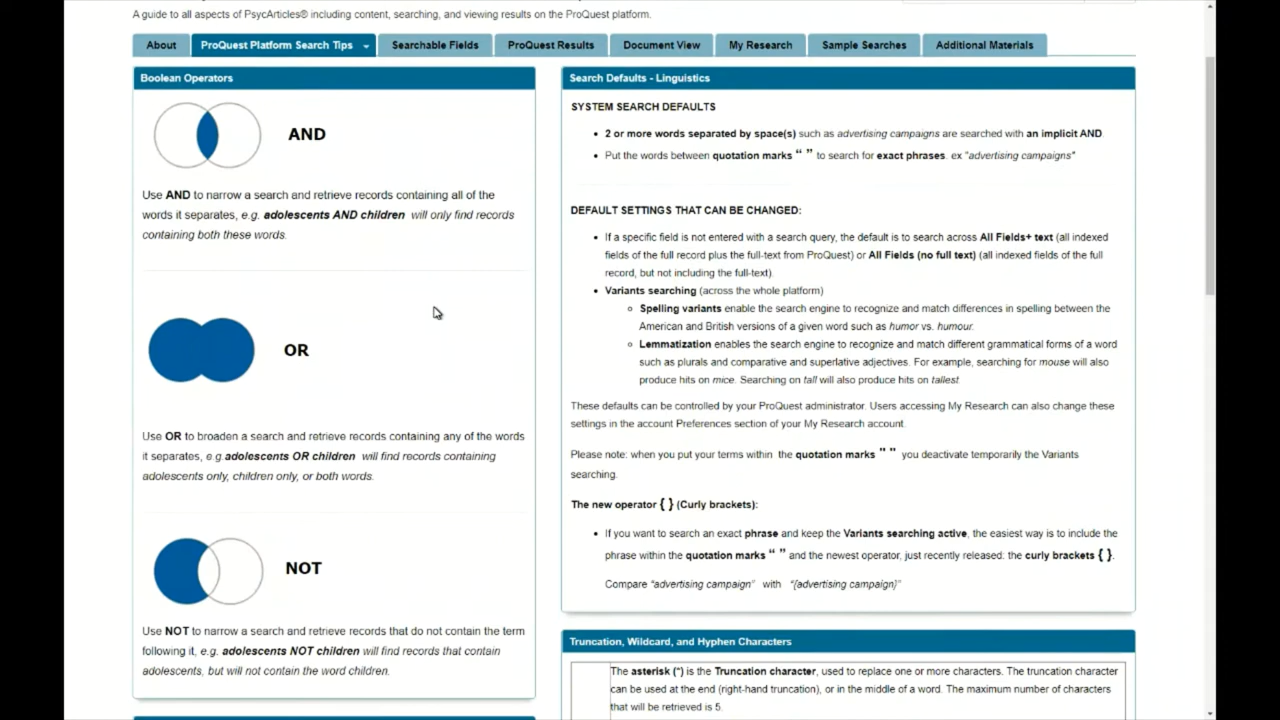 A guide to all aspects of PsycArticles® including content, searching, and viewing results on the ProQuest platform.
About
ProQuest Platform Search Tips
Searchable Fields
ProQuest Results
Document View
My Research
Sample Searches
Additional Materials
Boolean Operators
AND
Use AND to narrow a search and retrieve records containing all of the
words it separates, e.g. adolescents AND children will only find records
containing both these words.
OR
Use OR to broaden a search and retrieve records containing any of the words
it separates, e.g adolescents OR children will find records containing
adolescents only, children only, or both words.
NOT
Use NOT to narrow a search and retrieve records that do not contain the term
following it, e.g. adolescents NOT children will find records that contain
adolescents, but will not contain the word children.
Search Defaults - Linguistics
SYSTEM SEARCH DEFAULTS
• 2 or more words separated by space(s) such as advertising campaigns are searched with an implicit AND.
• Put the words between quotation marks “ ” to search for exact phrases. ex "advertising campaigns"
DEFAULT SETTINGS THAT CAN BE CHANGED:
• If a specific field is not entered with a search query, the default is to search across All Fields+ text (all indexed
fields of the full record plus the full-text from ProQuest) or All Fields (no full text) (all indexed fields of the full
record, but not including the full-text).
• Variants searching (across the whole platform)
○ Spelling variants enable the search engine to recognize and match differences in spelling between the
American and British versions of a given word such as humor vs. humour.
○ Lemmatization enables the search engine to recognize and match different grammatical forms of a word
such as plurals and comparative and superlative adjectives. For example, searching for mouse will also
produce hits on mice. Searching on tall will also produce hits on tallest
These defaults can be controlled by your ProQuest administrator. Users accessing My Research can also change these
settings in the account Preferences section of your My Research account.
Please note: when you put your terms within the quotation marks " " you deactivate temporarily the Variants
searching.
The new operator { } (Curly brackets):
• If you want to search an exact phrase and keep the Variants searching active, the easiest way is to include the
phrase within the quotation marks “ ” and the newest operator, just recently released: the curly brackets { }.
Compare “advertising campaign” with “{advertising campaign}”
Truncation, Wildcard, and Hyphen Characters
The asterisk (*) is the Truncation character, used to replace one or more characters. The truncation character
can be used at the end (right-hand truncation), or in the middle of a word. The maximum number of characters
that will be retrieved is 5.